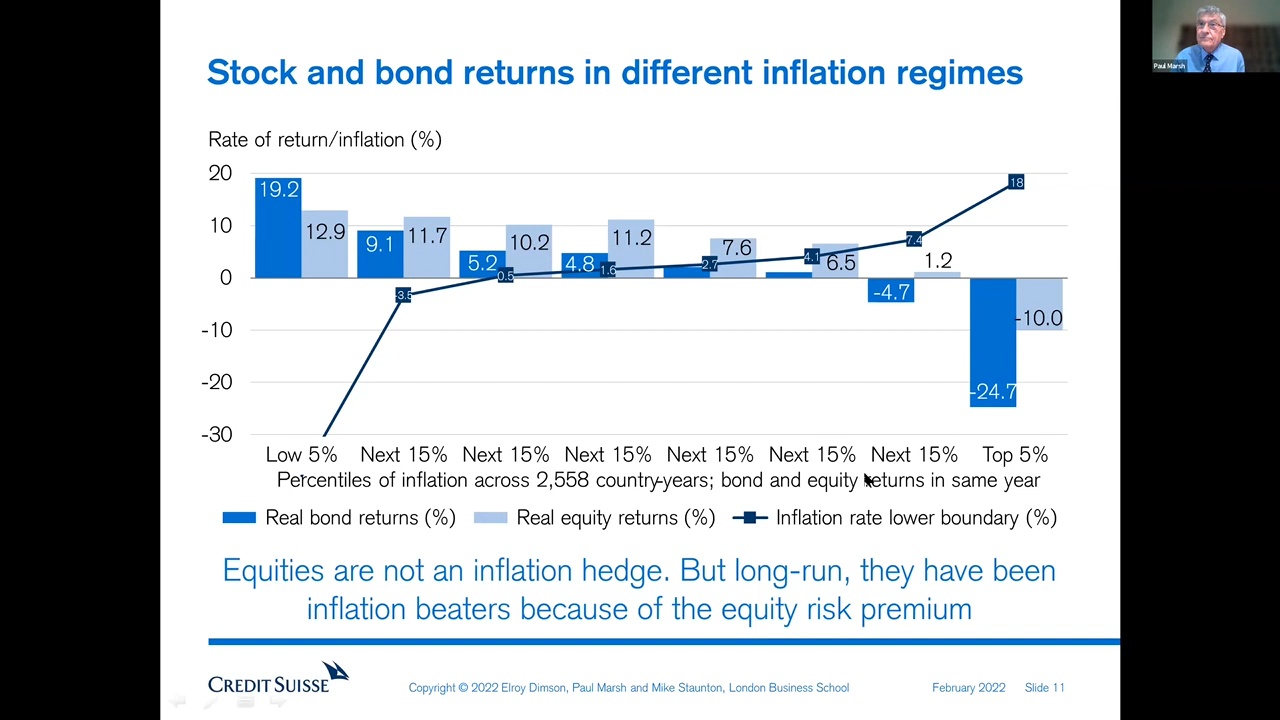 Paul Marsh
Stock and bond returns in different inflation regimes
Rate of return/inflation (%)
20
10
0
-10
-20
-30
19.2
12.9
9.1
11.7
5.2
10.2
4.8
11.2
7.6
6.5
-4.7
1.2
-24.7
-10.0
-3.5
0.5
1.6
2.7
4.1
7.4
18
Low 5% Next 15% Next 15% Next 15% Next 15% Next 15% Next 15% Top 5%
Percentiles of inflation across 2,558 country-years; bond and equity returns in same year
Real bond returns (%) Real equity returns (%) Inflation rate lower boundary (%)
Equities are not an inflation hedge. But long-run, they have been
inflation beaters because of the equity risk premium
CREDIT SUISSE
Copyright © 2022 Elroy Dimson, Paul Marsh and Mike Staunton, London Business School February 2022 Slide 11